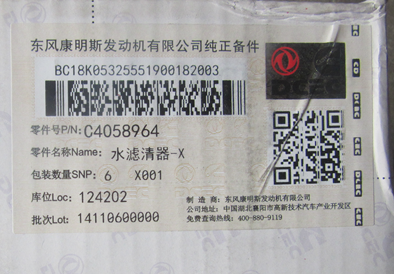 东风康明斯发动机有限公司纯正备件
BC18K05325551900182003
DCEC
零件号P/N: C4058964
零件名称Name: 水滤清器-X
包装数量SNP: 6 X001
库位Loc: 124202
批次Lot: 14110600000
制 造 商: 东风康明斯发动机有限公司
公司地址: 中国湖北襄阳市高新技术汽车产业开发区
免费查询热线: 400-880-9119